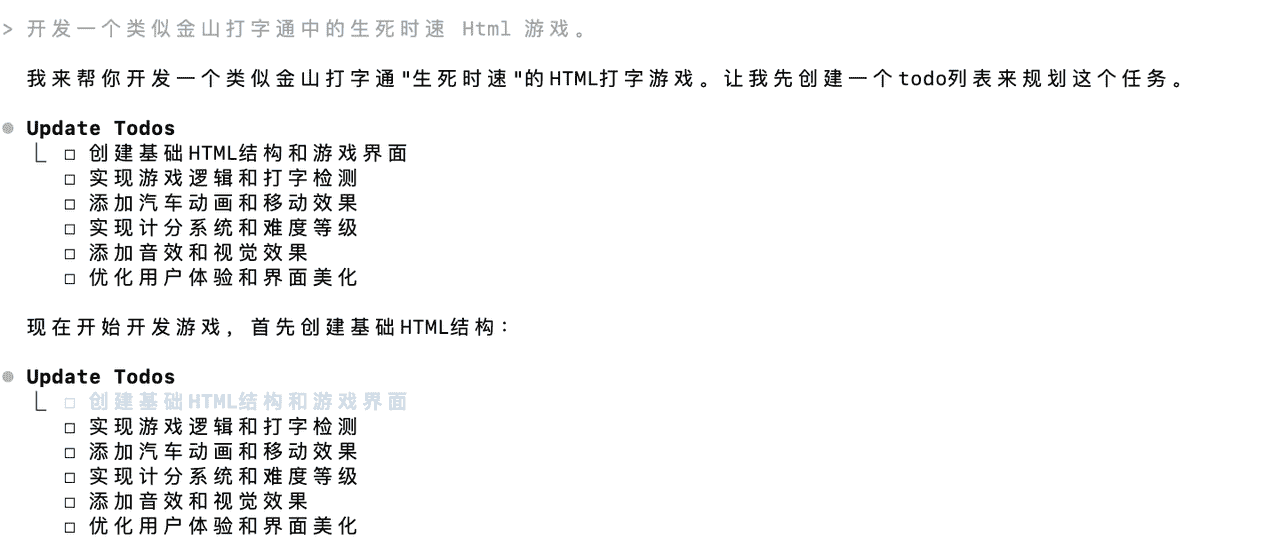 > 开发一个类似金山打字通中的生死时速 Html 游戏。
我来帮你开发一个类似金山打字通"生死时速"的HTML打字游戏。让我先创建一个todo列表来规划这个任务。
Update Todos
□ 创建基础HTML结构和游戏界面
□ 实现游戏逻辑和打字检测
□ 添加汽车动画和移动效果
□ 实现计分系统和难度等级
□ 添加音效和视觉效果
□ 优化用户体验和界面美化
现在开始开发游戏，首先创建基础HTML结构：
Update Todos
□ 创建基础HTML结构和游戏界面
□ 实现游戏逻辑和打字检测
□ 添加汽车动画和移动效果
□ 实现计分系统和难度等级
□ 添加音效和视觉效果
□ 优化用户体验和界面美化